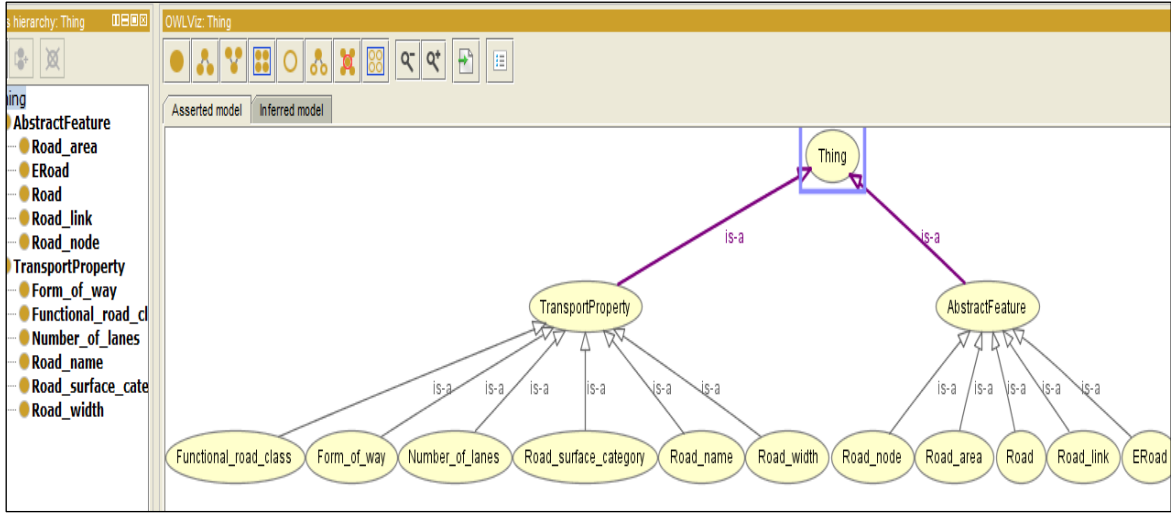 s hierarchy: Thing
OWLViz: Thing
Asserted model
Inferred model
hing
AbstractFeature
Road_area
ERoad
Road
Road_link
Road_node
TransportProperty
Form_of_way
Functional_road_cl
Number_of_lanes
Road_name
Road_surface_cate
Road_width
Thing
is-a is-a
TransportProperty AbstractFeature
is-a is-a is-a is-a is-a is-a is-a is-a is-a is-a
Functional_road_class Form_of_way Number_of_lanes Road_surface_category Road_name Road_width Road_node Road_area Road Road_link ERoad